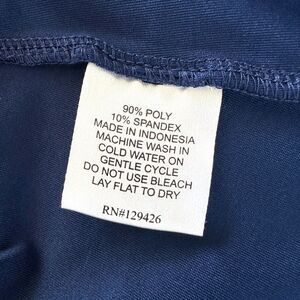 90% POLY
10% SPANDEX
MADE IN INDONESIA
MACHINE WASH IN
COLD WATER ON
GENTLE CYCLE
DO NOT USE BLEACH
LAY FLAT TO DRY
RN#129426